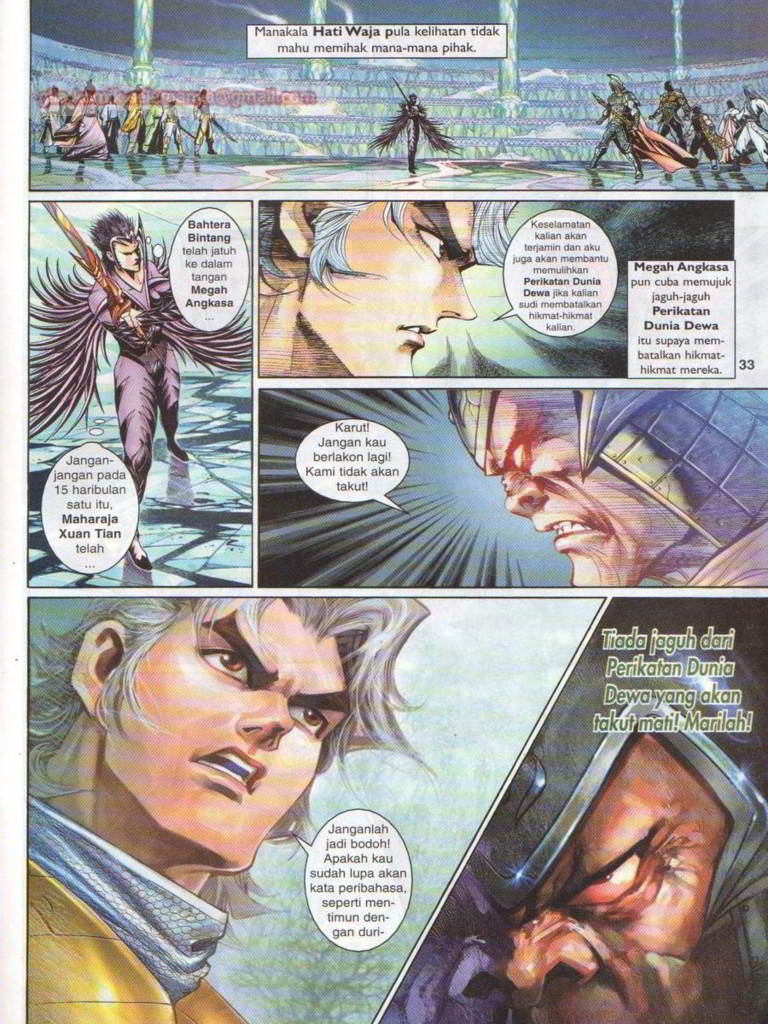 Manakala Hati Waja pula kelihatan tidak
mahu memihak mana-mana pihak.
Bahtera
Bintang
telah jatuh
ke dalam
tangan
Megah
Angkasa
...
Keselamatan
kalian akan
terjamin dan aku
juga akan membantu
memulihkan
Perikatan Dunia
Dewa jika kalian
sudi membatalkan
hikmat-hikmat
kalian.
Megah Angkasa
pun cuba memujuk
jaguh-jaguh
Perikatan
Dunia Dewa
itu supaya mem-
batalkan hikmat-
hikmat mereka.
33
Jangan-
jangan pada
15 haribulan
satu itu,
Maharaja
Xuan Tian
telah
...
Karut!
Jangan kau
berlakon lagi!
Kami tidak akan
takut!
Tiada jaguh dari
Perikatan Dunia
Dewa yang akan
takut mati! Marilah!
Janganlah
jadi bodoh!
Apakah kau
sudah lupa akan
kata peribahasa,
seperti men-
timun den-
gan duri-